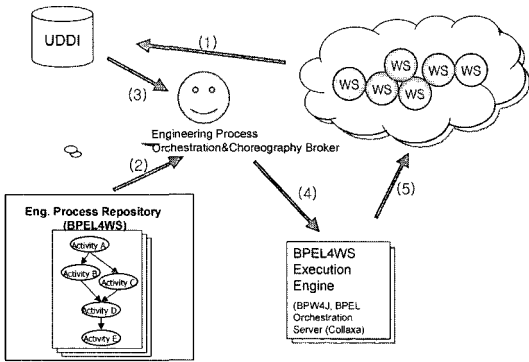 UDDI
(1)
(3)
WS WS WS WS WS WS
Engineering Process
Orchestration&Choreography Broker
(2)
(4)
(5)
Eng. Process Repository
(BPEL4WS)
Activity A
Activity B
Activity C
Activity D
Activity E
BPEL4WS
Execution
Engine
(BPW4J, BPEL
Orchestration
Server (Collaxa)